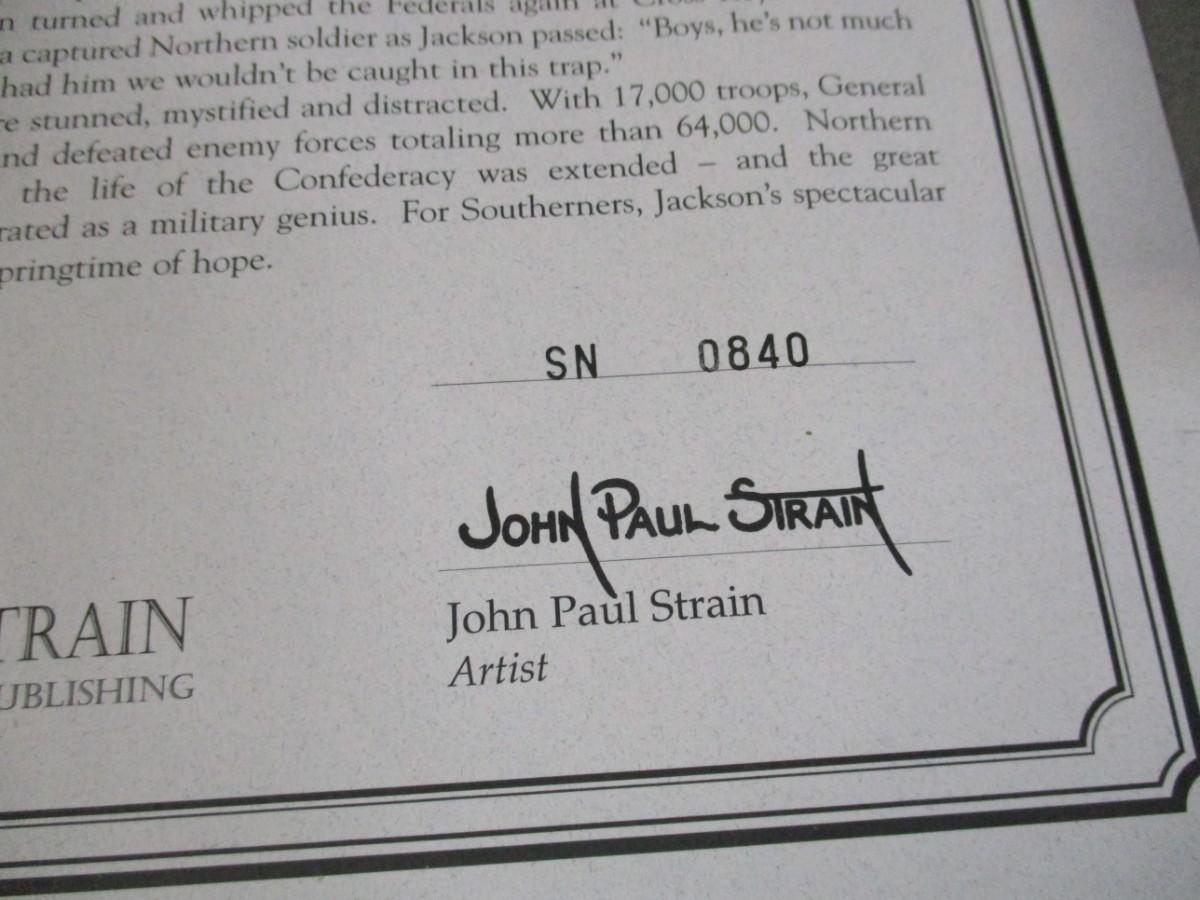 n turned and whipped the Federals again at Cross
a captured Northern soldier as Jackson passed: “Boys, he’s not much
had him we wouldn’t be caught in this trap.”
re stunned, mystified and distracted. With 17,000 troops, General
nd defeated enemy forces totaling more than 64,000. Northern
the life of the Confederacy was extended – and the great
rated as a military genius. For Southerners, Jackson’s spectacular
pringtime of hope.
SN 0840
JOHN PAUL STRAIN
John Paul Strain
Artist
TRAIN
UBLISHING